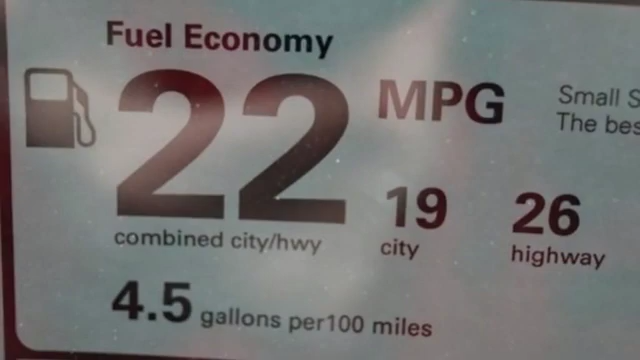 Fuel Economy
22 MPG
Small S
The bes
19 26
combined city/hwy city highway
4.5 gallons per100 miles